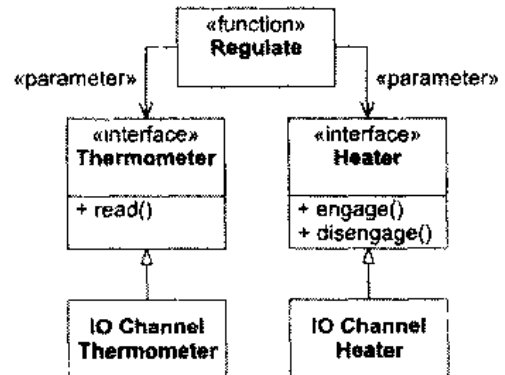 «function»
Regulate
«parameter»
«parameter»
«interface»
Thermometer
+ read()
«interface»
Heater
+ engage()
+ disengage()
IO Channel
Thermometer
IO Channel
Heater